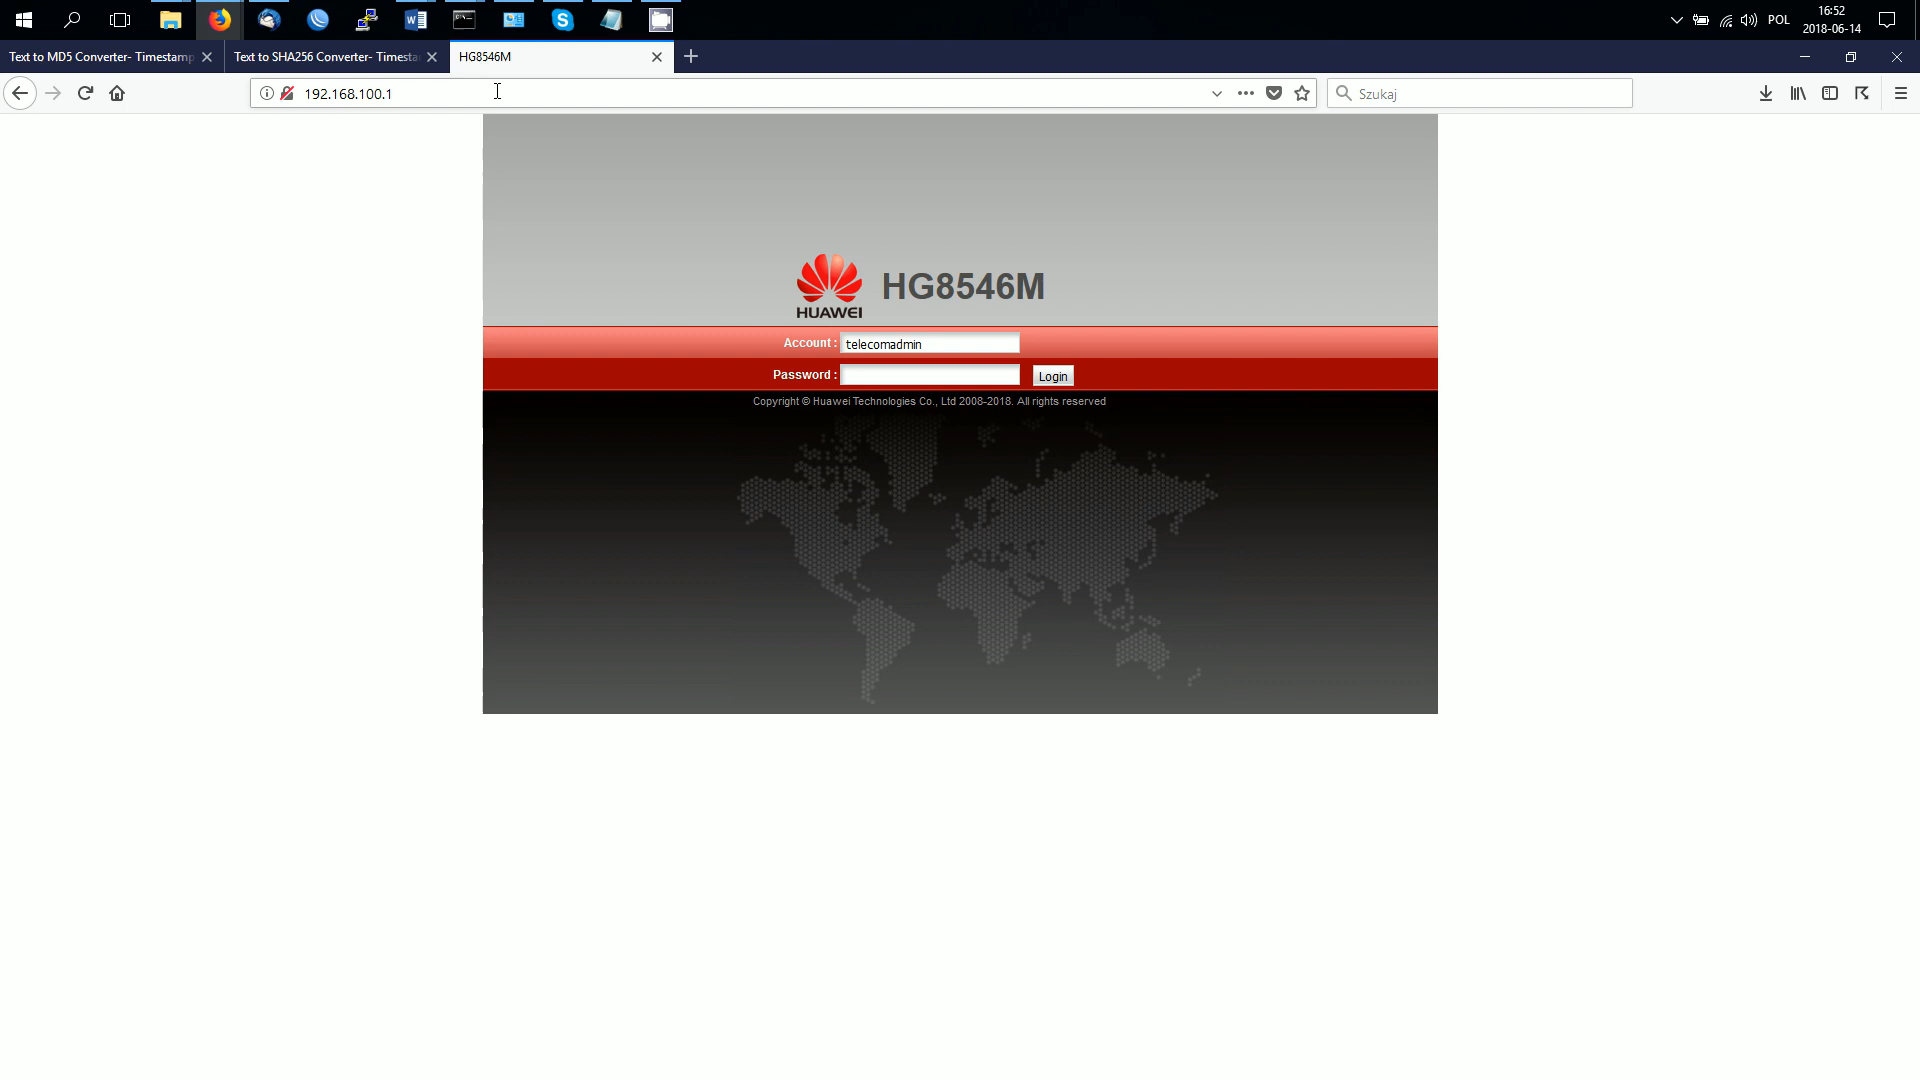 POL
16:52
2018-06-14
Text to MD5 Converter- Timestamp
Text to SHA256 Converter- Timesta
HG8546M
192.168.100.1
Szukaj
HUAWEI
HG8546M
Account :
telecomadmin
Password :
Login
Copyright © Huawei Technologies Co., Ltd 2008-2018. All rights reserved